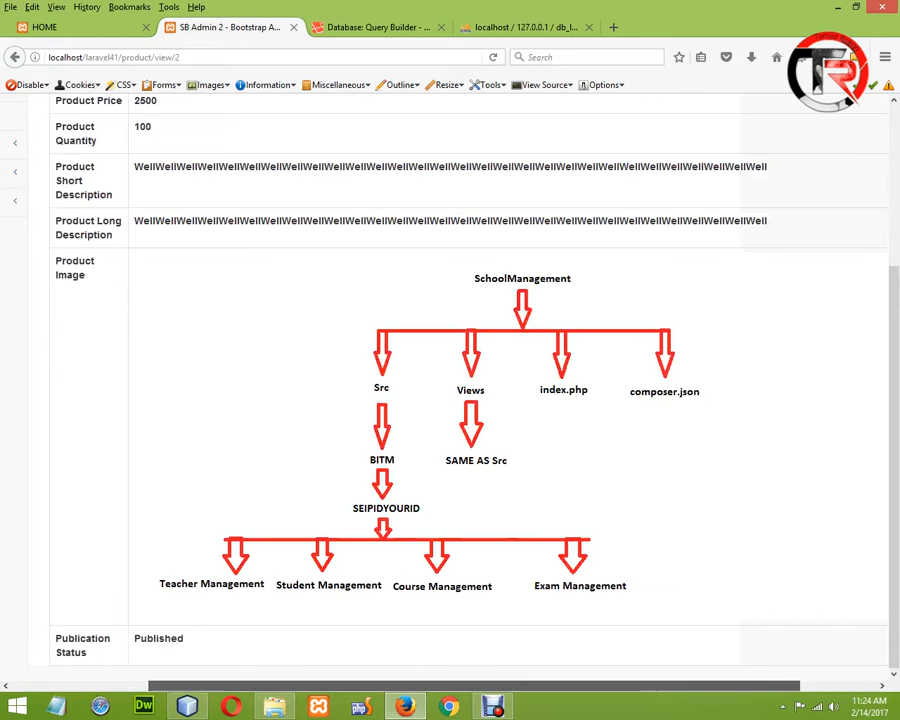 File Edit View History Bookmarks Tools Help
HOME
SB Admin 2 - Bootstrap A...
Database: Query Builder - ...
localhost / 127.0.0.1 / db_l...
localhost/laravel41/product/view/2
Search
Disable Cookies CSS Forms Images Information Miscellaneous Outline Resize Tools View Source Options
Product Price 2500
Product Quantity 100
Product Short Description WellWellWellWellWellWellWellWellWellWellWellWellWellWellWellWellWellWellWellWellWellWellWellWellWellWellWellWellWellWell
Product Long Description WellWellWellWellWellWellWellWellWellWellWellWellWellWellWellWellWellWellWellWellWellWellWellWellWellWellWellWellWellWell
Product Image
SchoolManagement
Src Views index.php composer.json
BITM SAME AS Src
SEIPIDYOURID
Teacher Management Student Management Course Management Exam Management
Publication Status Published
Dw
php
11:24 AM
2/14/2017